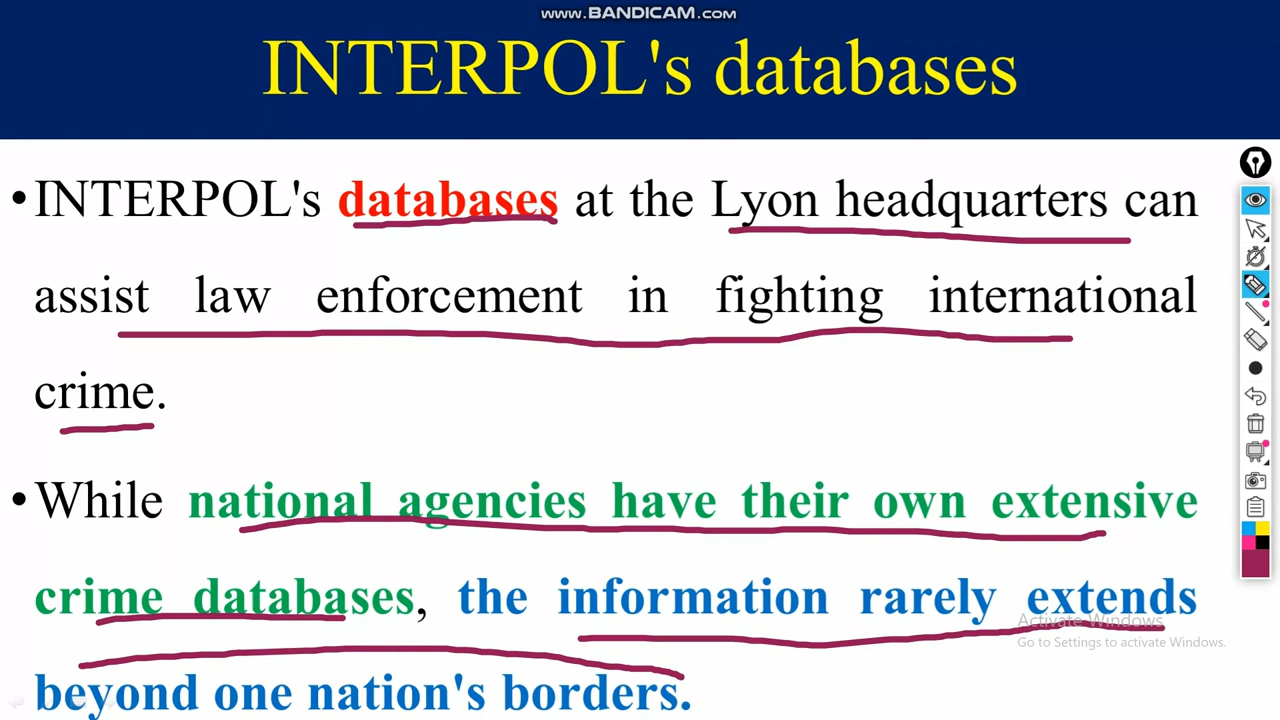 WWW.BANDICAM.COM
INTERPOL's databases
•INTERPOL's databases at the Lyon headquarters can
assist law enforcement in fighting international
crime.
•While national agencies have their own extensive
crime databases, the information rarely extends
beyond one nation's borders.
Activate Windows
Go to Settings to activate Windows.